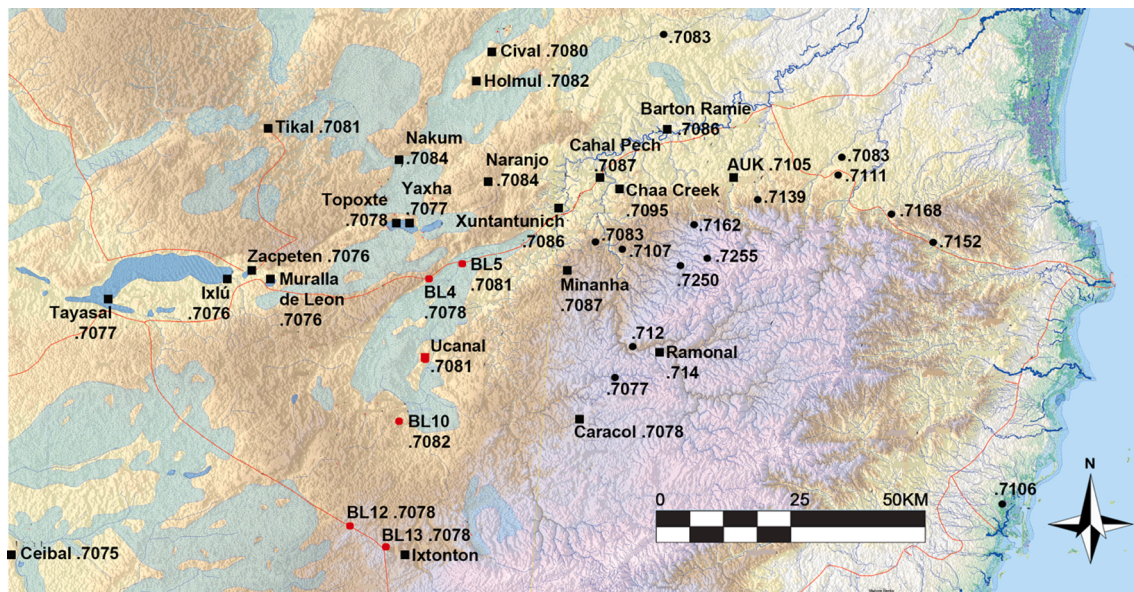 .7083
Cival .7080
Holmul .7082
Barton Ramie
.7086
Tikal .7081
Nakum
.7084
Cahal Pech
.7087
.7083
Naranjo
.7084
AUK .7105
.7111
Yaxha
.7077
Chaa Creek
.7095
.7139
Topoxte
.7078
Xuntantunich
.7086
.7168
.7162
.7152
.7083
.7107
.7255
.7250
Zacpeten .7076
BL5
.7081
Ixlú
.7076
Muralla
de Leon
.7076
BL4
.7078
Minanha
.7087
Tayasal
.7077
.712
Ramonal
.714
Ucanal
.7081
.7077
BL10
.7082
Caracol .7078
N
0 25 50KM
.7106
BL12 .7078
BL13 .7078
Ceibal .7075
Ixtonton